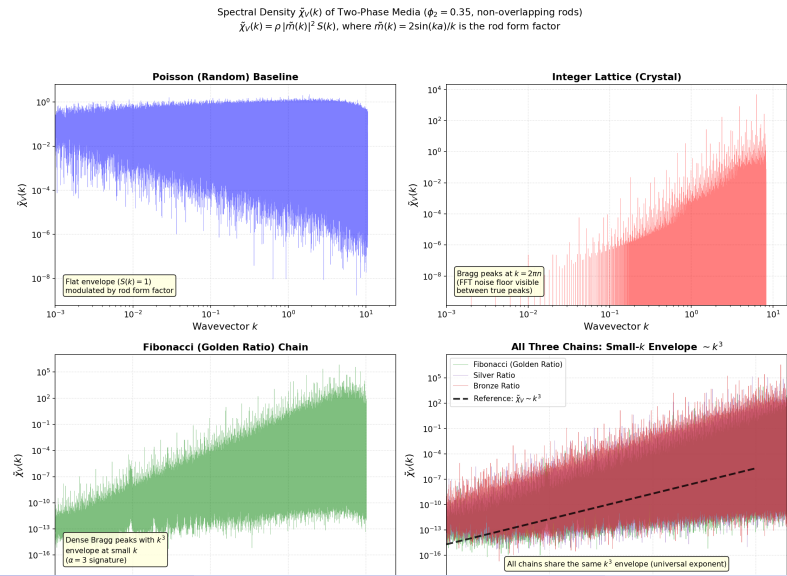 Spectral Density χ̃ᵥ(k) of Two-Phase Media (ϕ₂ = 0.35, non-overlapping rods)
χ̃ᵥ(k) = ρ |m̃(k)|² S(k), where m̃(k) = 2sin(ka)/k is the rod form factor
Poisson (Random) Baseline
10⁰
10⁻²
10⁻⁴
10⁻⁶
10⁻⁸
χ̃ᵥ(k)
Flat envelope (S(k) = 1)
modulated by rod form factor
10⁻³ 10⁻² 10⁻¹ 10⁰ 10¹
Wavevector k
Integer Lattice (Crystal)
10⁴
10²
10⁰
10⁻²
10⁻⁴
10⁻⁶
10⁻⁸
χ̃ᵥ(k)
Bragg peaks at k = 2πn
(FFT noise floor visible
between true peaks)
10⁻³ 10⁻² 10⁻¹ 10⁰ 10¹
Wavevector k
Fibonacci (Golden Ratio) Chain
10⁵
10²
10⁻¹
10⁻⁴
10⁻⁷
10⁻¹⁰
10⁻¹³
10⁻¹⁶
χ̃ᵥ(k)
Dense Bragg peaks with k³
envelope at small k
(α = 3 signature)
All Three Chains: Small-k Envelope ~ k³
Fibonacci (Golden Ratio)
Silver Ratio
Bronze Ratio
Reference: χ̃ᵥ ~ k³
10⁵
10²
10⁻¹
10⁻⁴
10⁻⁷
10⁻¹⁰
10⁻¹³
10⁻¹⁶
χ̃ᵥ(k)
All chains share the same k³ envelope (universal exponent)